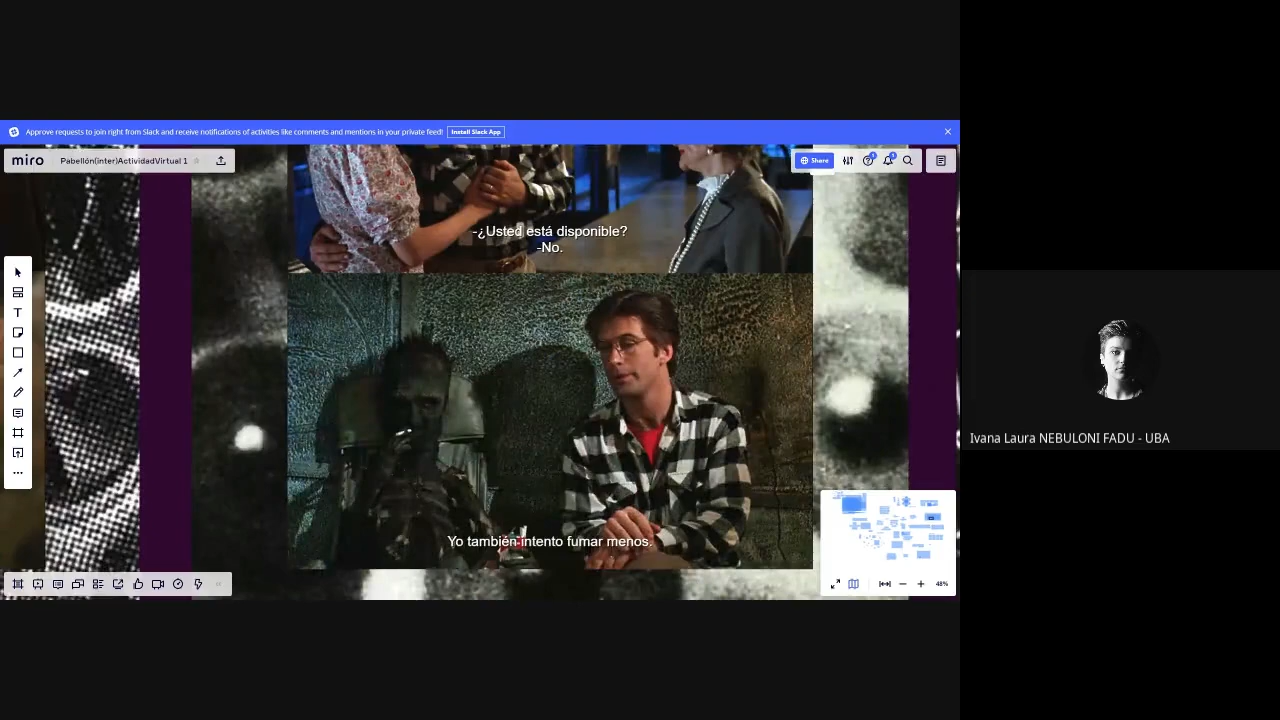 Approve requests to join right from Slack and receive notifications of activities like comments and mentions in your private feed! Install Slack App
miro Pabellón(inter)ActividadVirtual 1
Share
-¿Usted está disponible?
-No.
T
Ivana Laura NEBULONI FADU - UBA
Yo también intento fumar menos.
48%